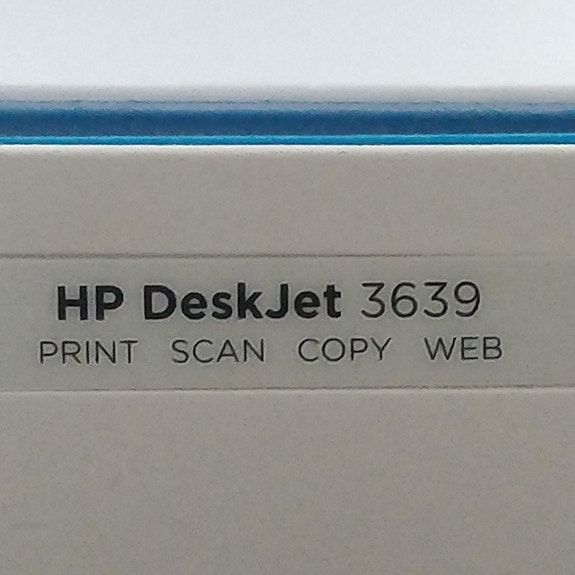 HP DeskJet 3639
PRINT SCAN COPY WEB